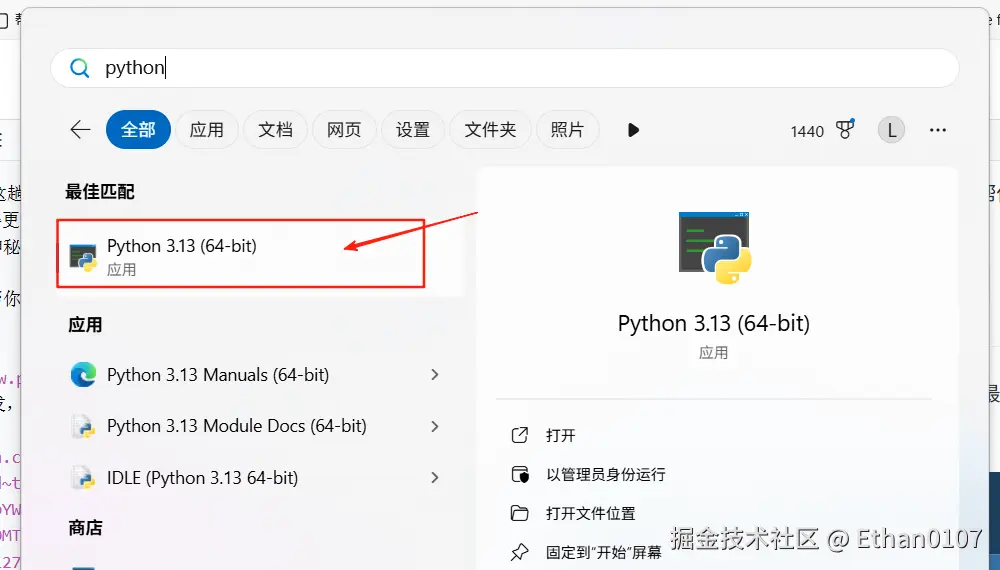 python
全部 应用 文档 网页 设置 文件夹 照片 1440 L
最佳匹配
Python 3.13 (64-bit)
应用
应用
Python 3.13 Manuals (64-bit)
Python 3.13 Module Docs (64-bit)
IDLE (Python 3.13 64-bit)
商店
Python 3.13 (64-bit)
应用
打开
以管理员身份运行
打开文件位置
固定到"开始"屏幕
掘金技术社区 @ Ethan0107